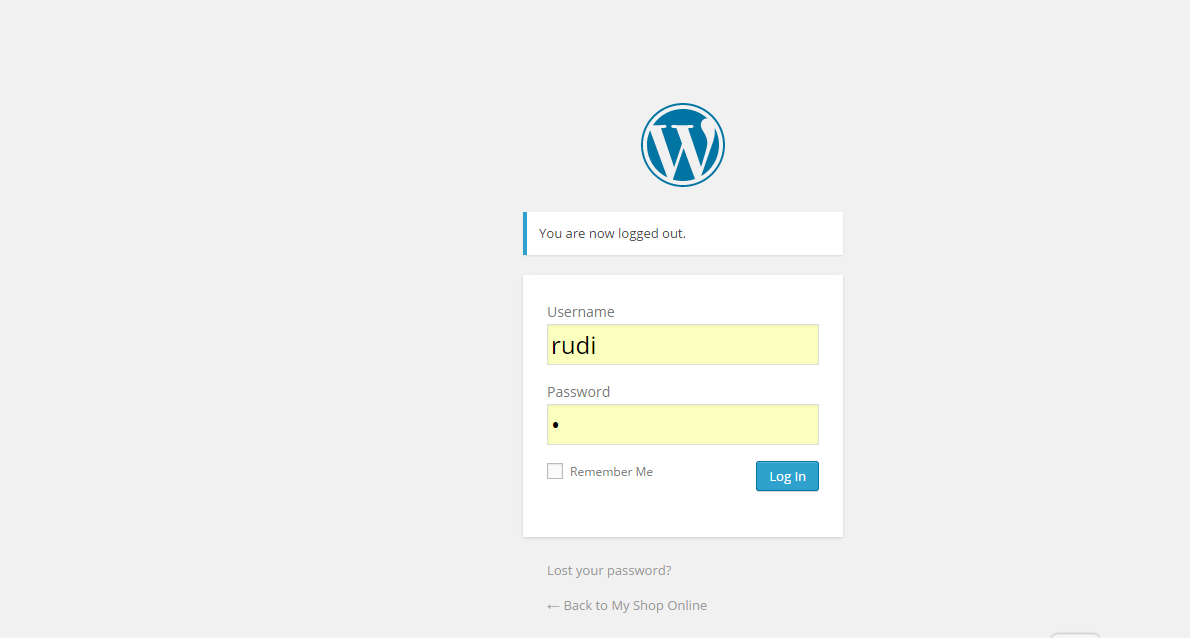 You are now logged out.
Username
rudi
Password
•
Remember Me
Log In
Lost your password?
← Back to My Shop Online